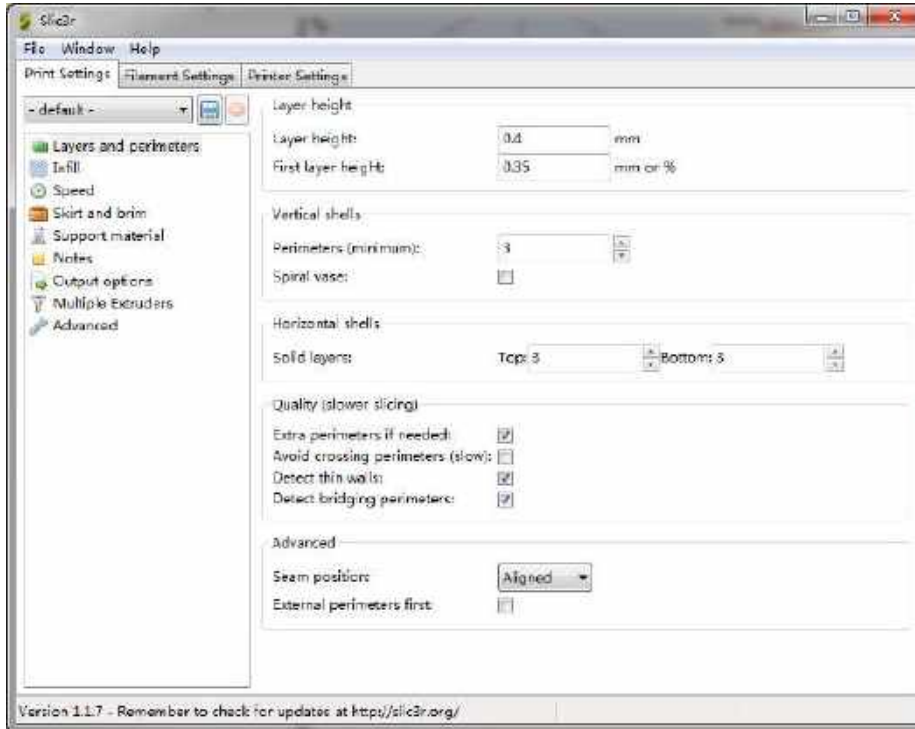 Slic3r
File Window Help
Print Settings Filament Settings Printer Settings
- default -
Layers and perimeters
Infill
Speed
Skirt and brim
Support material
Notes
Output options
Multiple Extruders
Advanced
Layer height
Layer height: 0.4 mm
First layer height: 0.35 mm or %
Vertical shells
Perimeters (minimum): 3
Spiral vase:
Horizontal shells
Solid layers: Top: 3 Bottom: 3
Quality (slower slicing)
Extra perimeters if needed:
Avoid crossing perimeters (slow):
Detect thin walls:
Detect bridging perimeters:
Advanced
Seam position: Aligned
External perimeters first:
Version 1.1.7 - Remember to check for updates at http://slic3r.org/